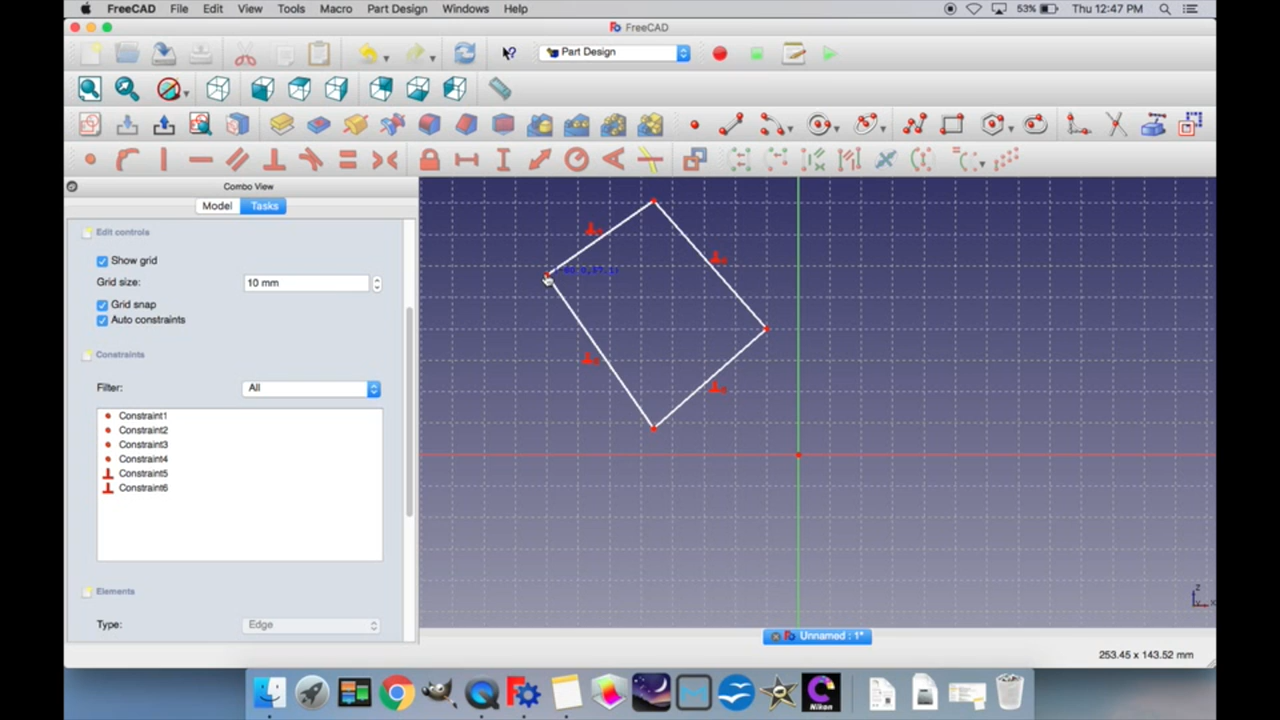 FreeCAD File Edit View Tools Macro Part Design Windows Help 53% Thu 12:47 PM
FreeCAD
Part Design
Combo View
Model Tasks
Edit controls
Show grid
Grid size: 10 mm
Grid snap
Auto constraints
Constraints
Filter: All
Constraint1
Constraint2
Constraint3
Constraint4
Constraint5
Constraint6
Elements
Type: Edge
Z
X
Unnamed : 1*
253.45 x 143.52 mm
Nikon